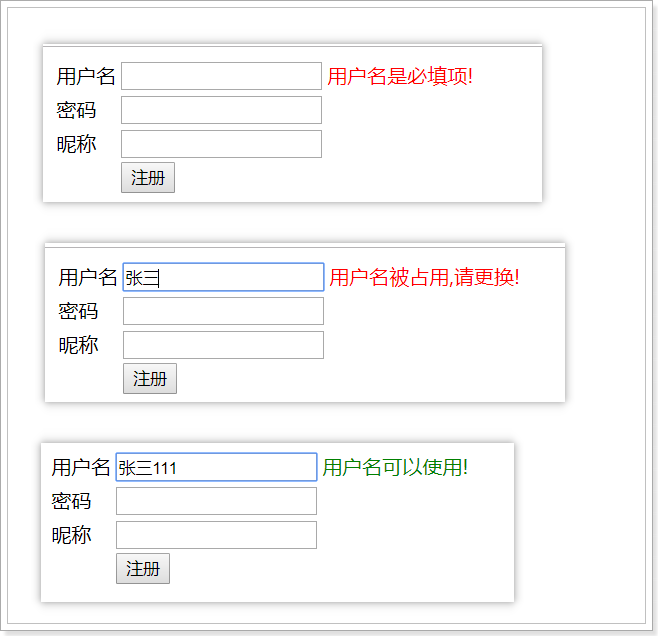 用户名 用户名是必填项!
密码
昵称
注册
用户名 张三 用户名被占用,请更换!
密码
昵称
注册
用户名 张三111 用户名可以使用!
密码
昵称
注册